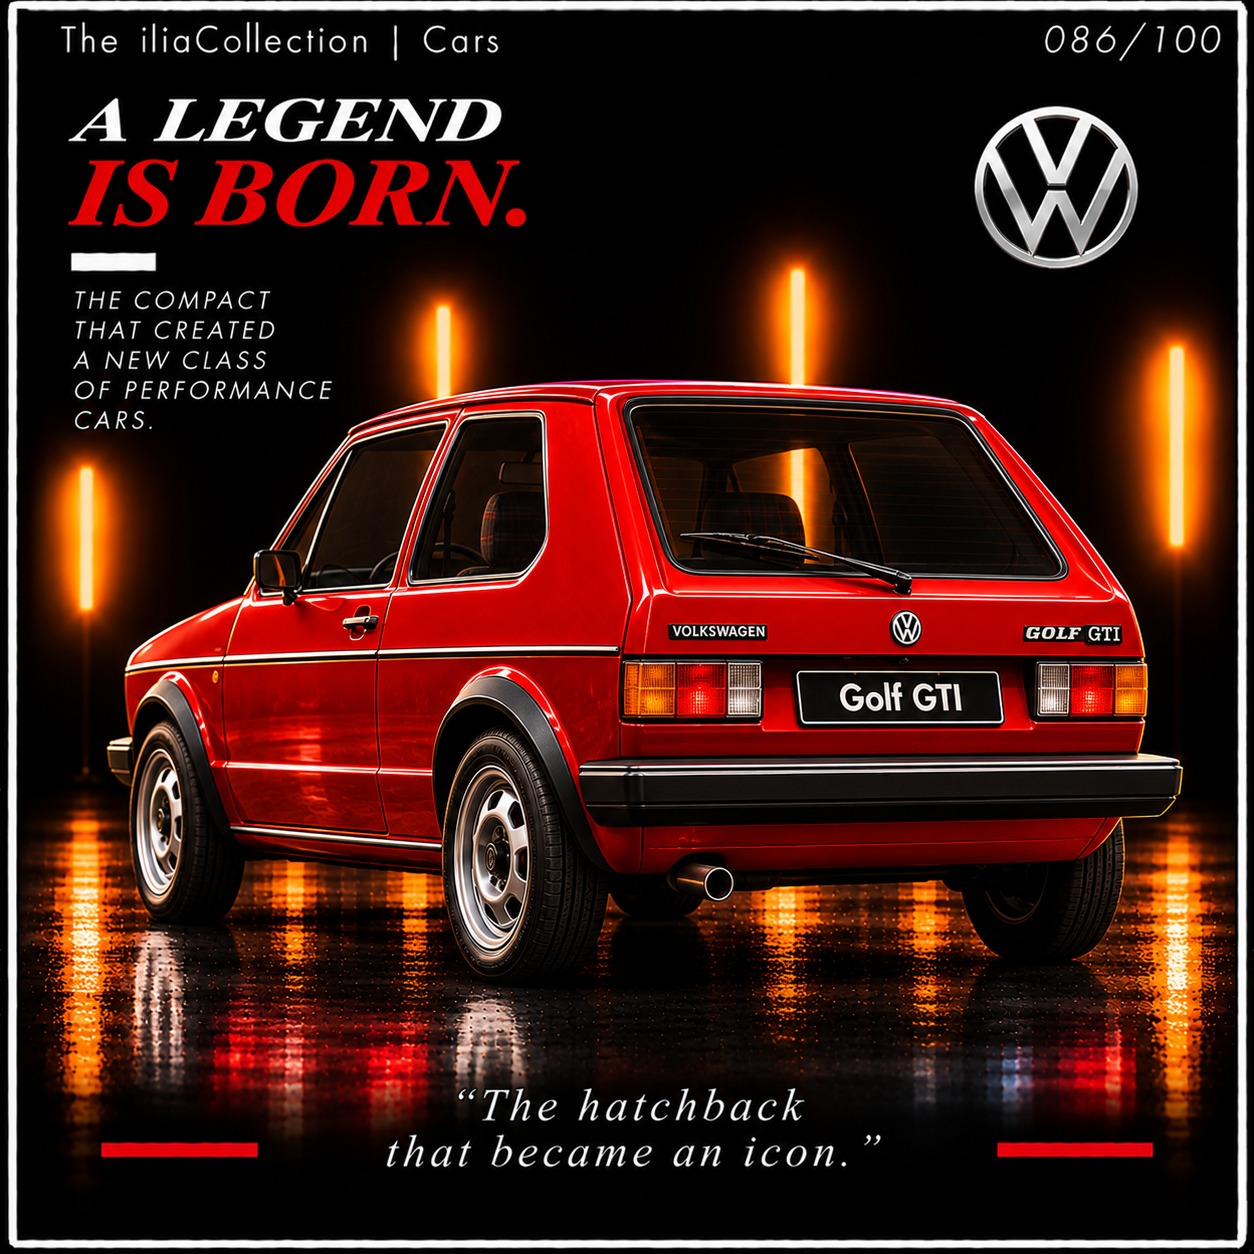 The iliaCollection | Cars
086/100
A LEGEND
IS BORN.
THE COMPACT
THAT CREATED
A NEW CLASS
OF PERFORMANCE
CARS.
VOLKSWAGEN
GOLF GTI
Golf GTI
“The hatchback
that became an icon.”